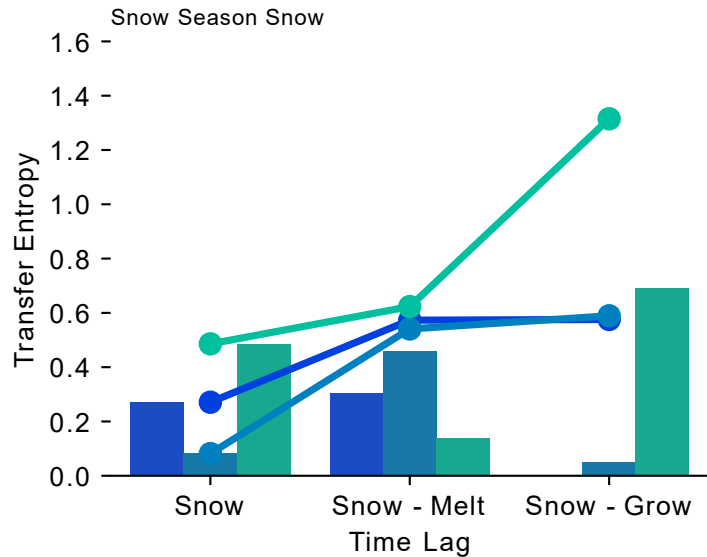 Snow Season Snow
1.6
1.4
1.2
1.0
0.8
0.6
0.4
0.2
0.0
Transfer Entropy
Snow
Snow - Melt
Snow - Grow
Time Lag